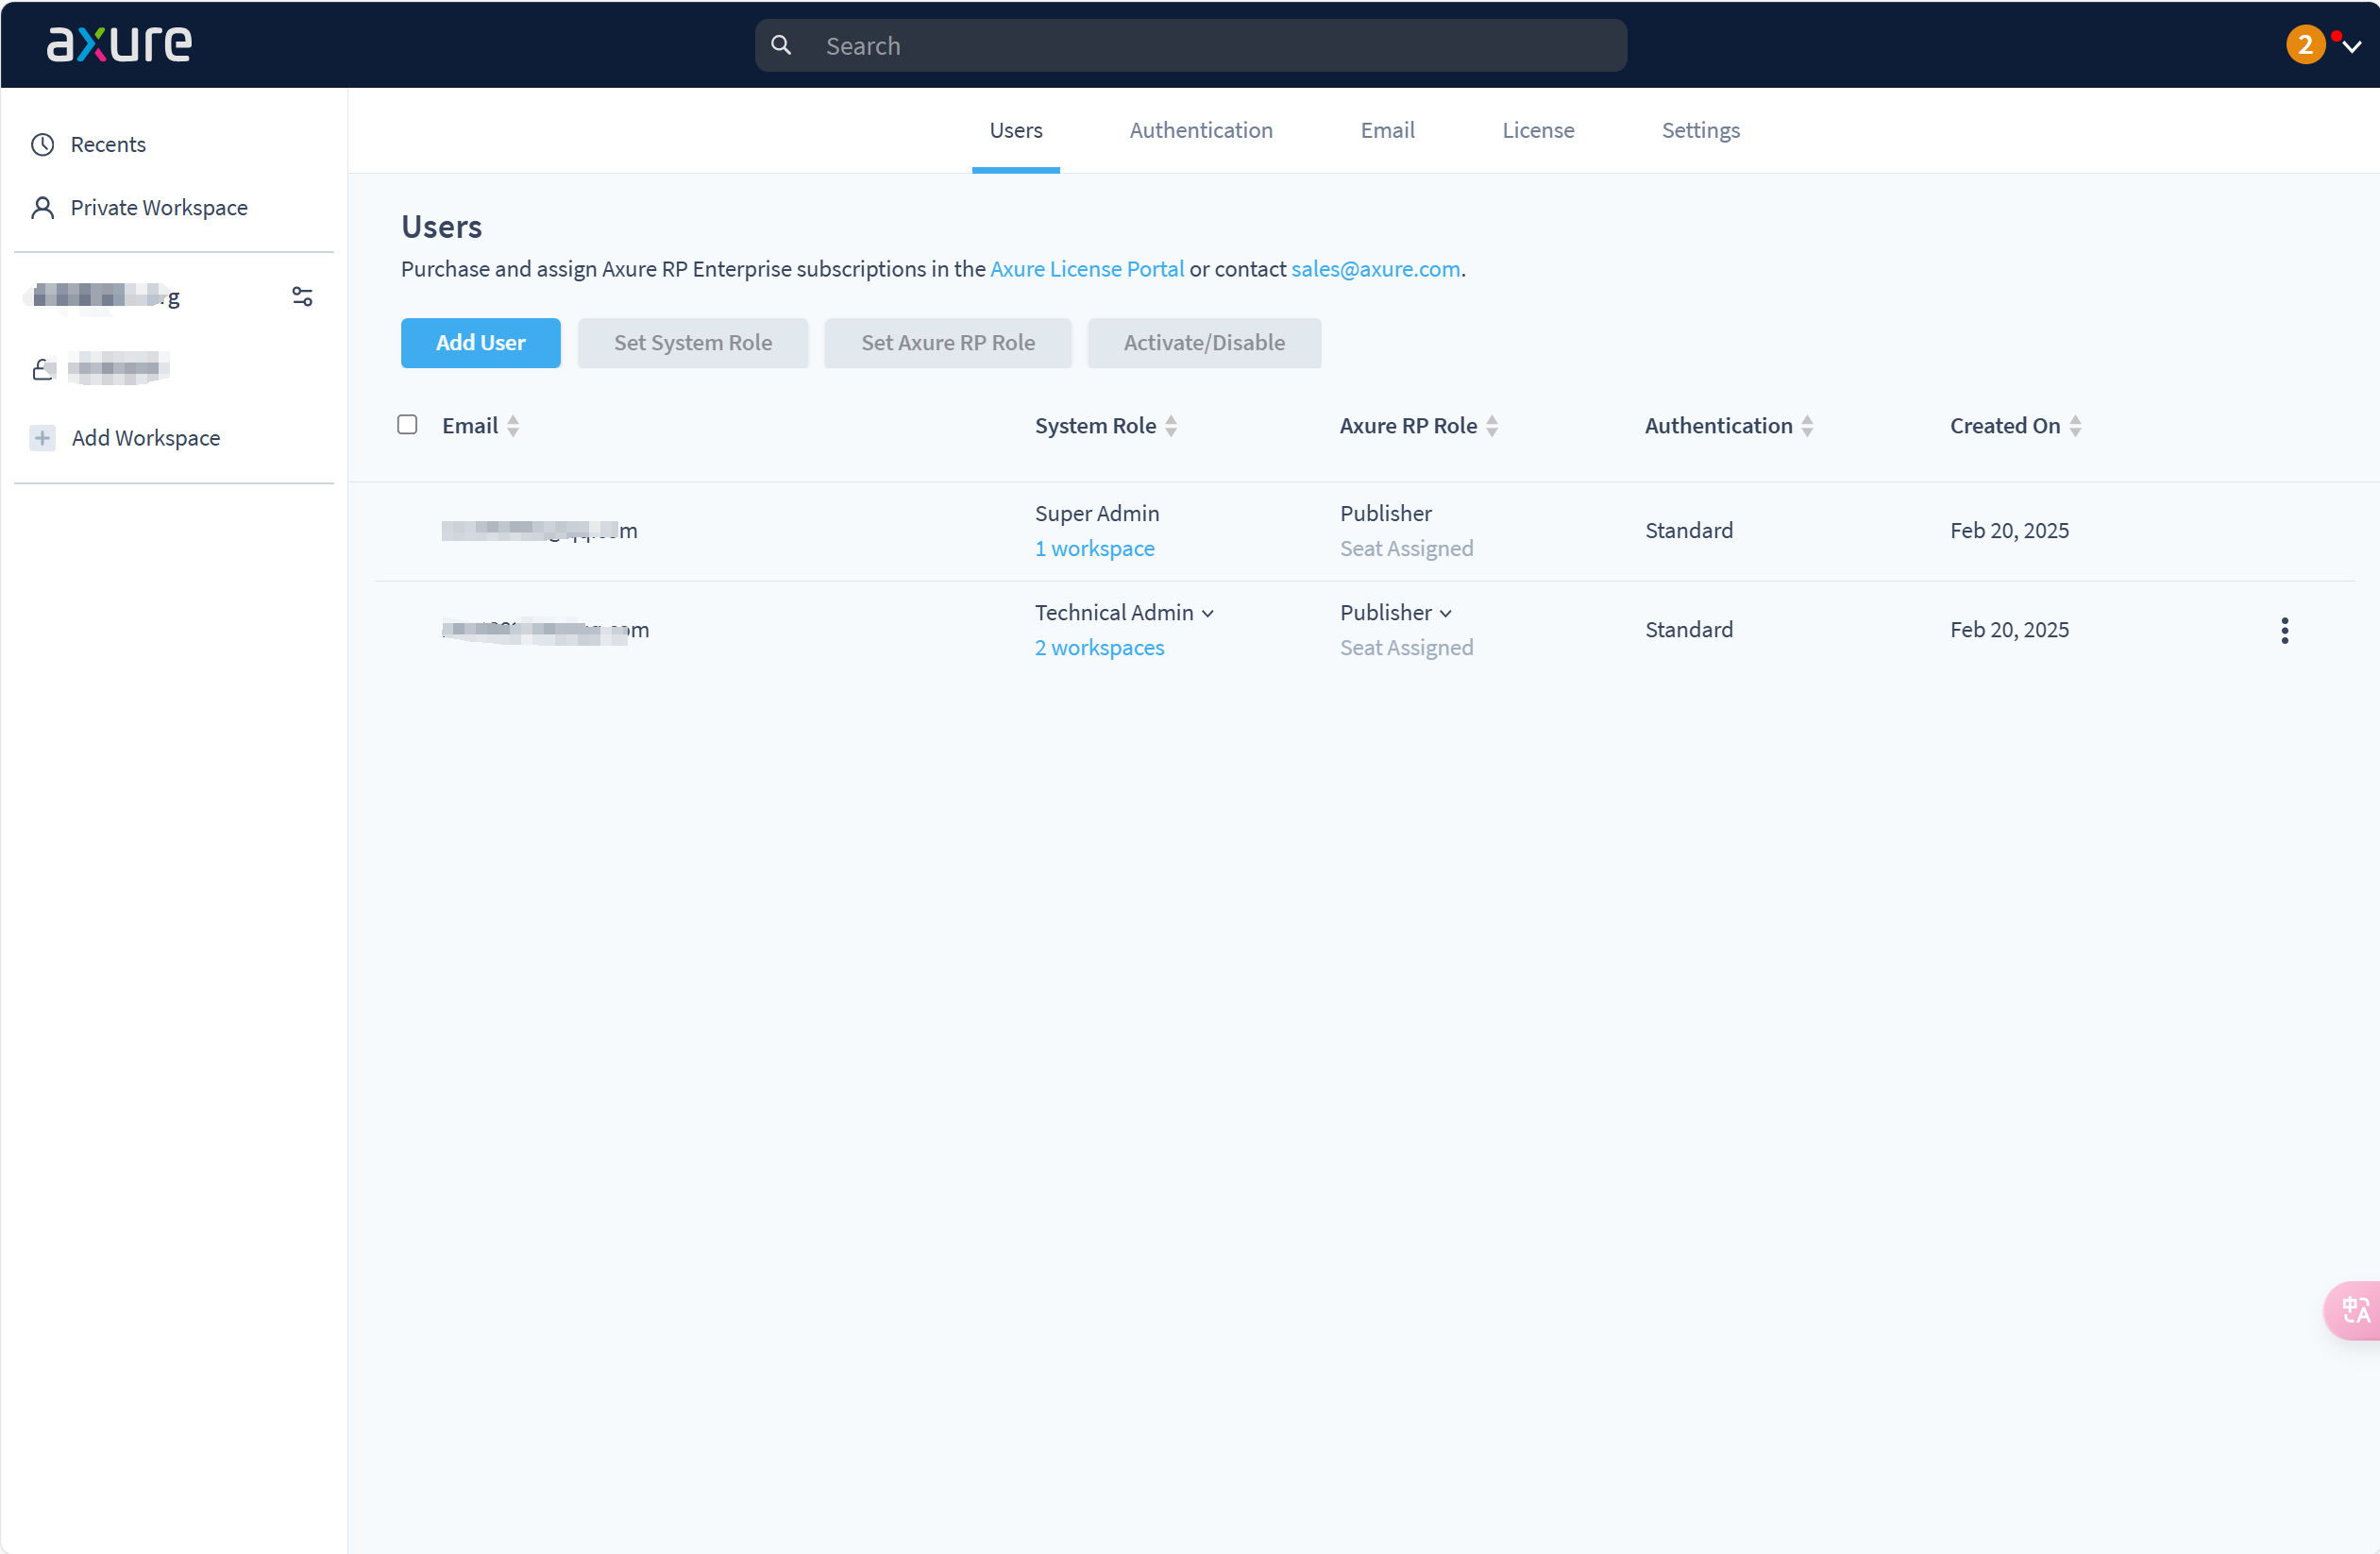 axure
Search
2
Recents
Private Workspace
Add Workspace
Users
Authentication
Email
License
Settings
Users
Purchase and assign Axure RP Enterprise subscriptions in the Axure License Portal or contact sales@axure.com.
Add User
Set System Role
Set Axure RP Role
Activate/Disable
Email
System Role
Axure RP Role
Authentication
Created On
Super Admin
1 workspace
Publisher
Seat Assigned
Standard
Feb 20, 2025
Technical Admin
2 workspaces
Publisher
Seat Assigned
Standard
Feb 20, 2025